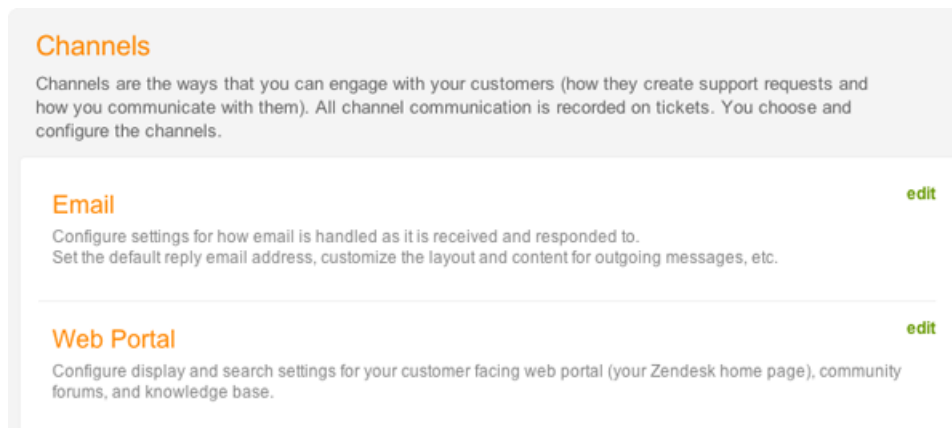 Channels
Channels are the ways that you can engage with your customers (how they create support requests and
how you communicate with them). All channel communication is recorded on tickets. You choose and
configure the channels.
Email
edit
Configure settings for how email is handled as it is received and responded to.
Set the default reply email address, customize the layout and content for outgoing messages, etc.
Web Portal
edit
Configure display and search settings for your customer facing web portal (your Zendesk home page), community
forums, and knowledge base.